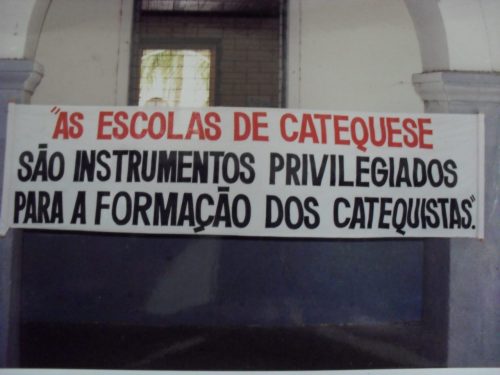 "AS ESCOLAS DE CATEQUESE
SÃO INSTRUMENTOS PRIVILEGIADOS
PARA A FORMAÇÃO DOS CATEQUISTAS".